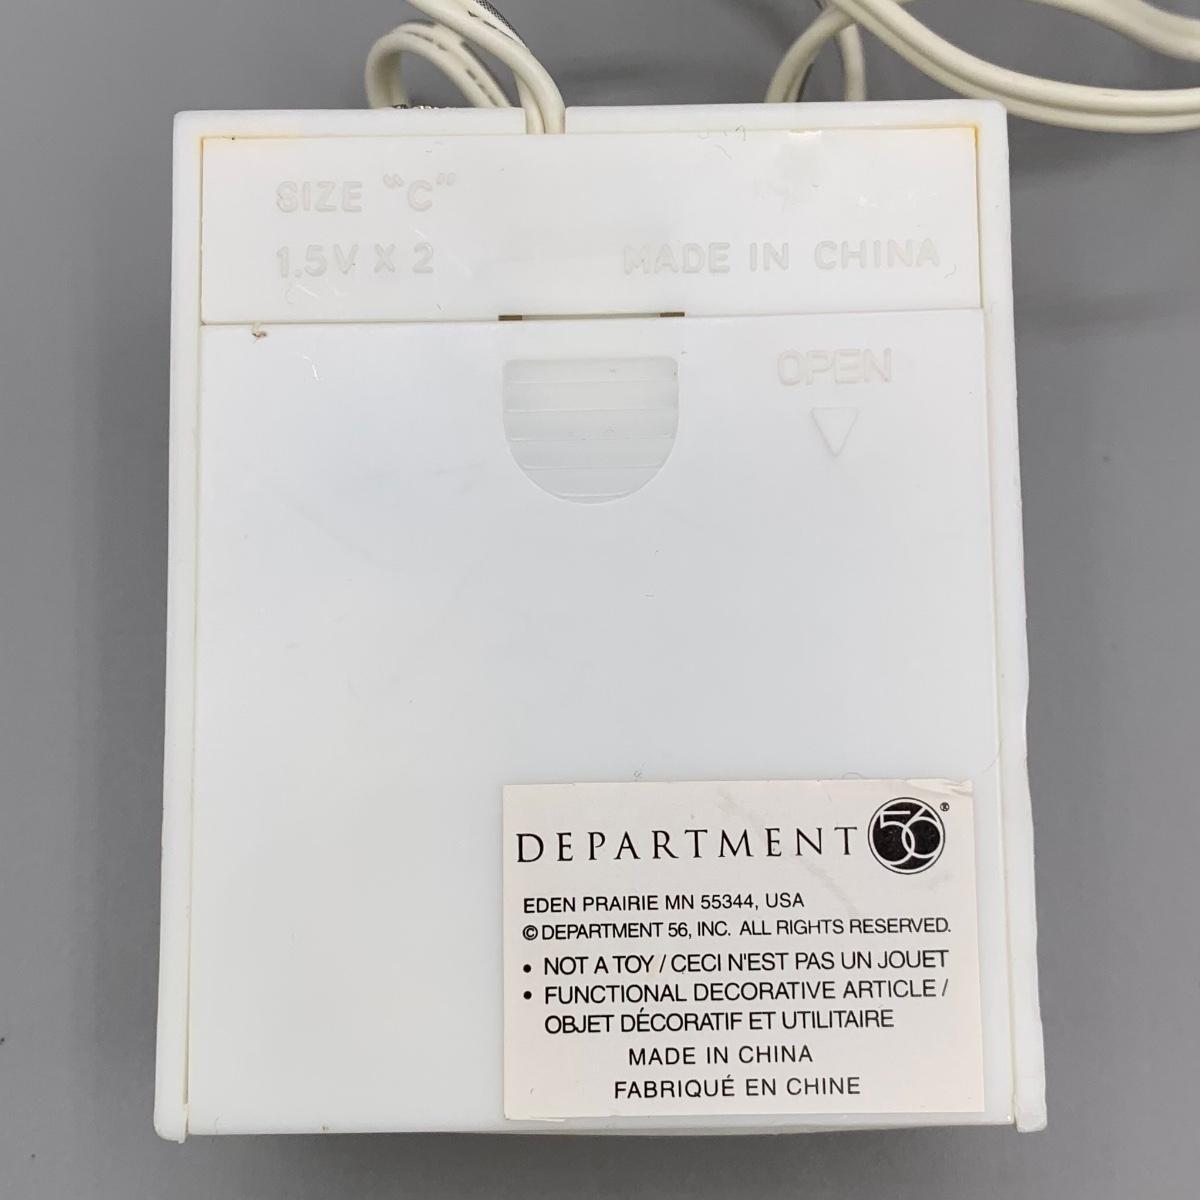 SIZE "C"
1.5V X 2
MADE IN CHINA
OPEN
DEPARTMENT 56®
EDEN PRAIRIE MN 55344, USA
© DEPARTMENT 56, INC. ALL RIGHTS RESERVED.
• NOT A TOY / CECI N'EST PAS UN JOUET
• FUNCTIONAL DECORATIVE ARTICLE /
OBJET DÉCORATIF ET UTILITAIRE
MADE IN CHINA
FABRIQUÉ EN CHINE